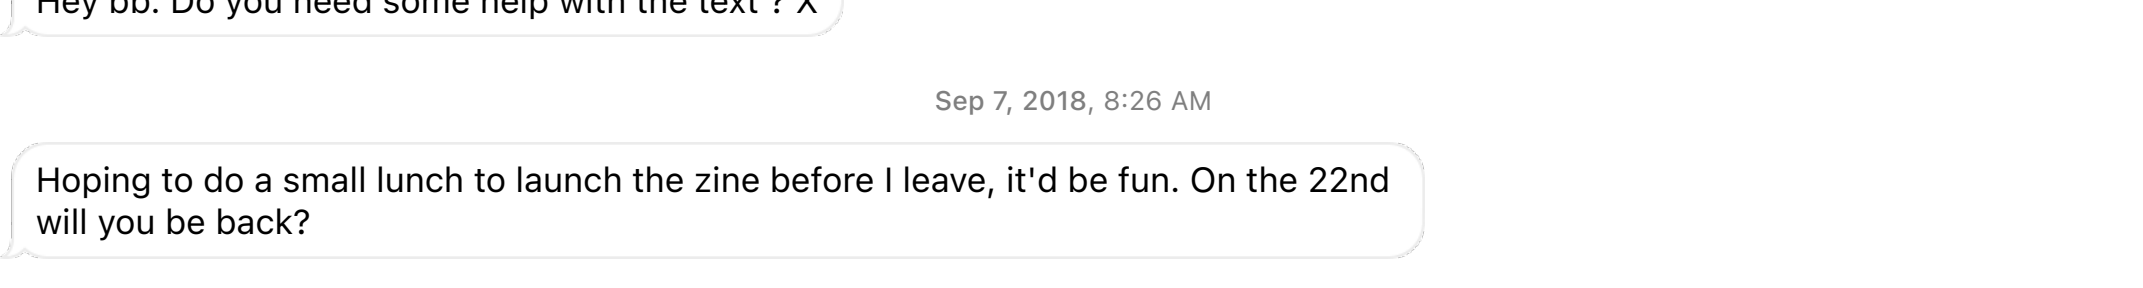 Hey bb. Do you need some help with the text ? X
Sep 7, 2018, 8:26 AM
Hoping to do a small lunch to launch the zine before I leave, it'd be fun. On the 22nd
will you be back?